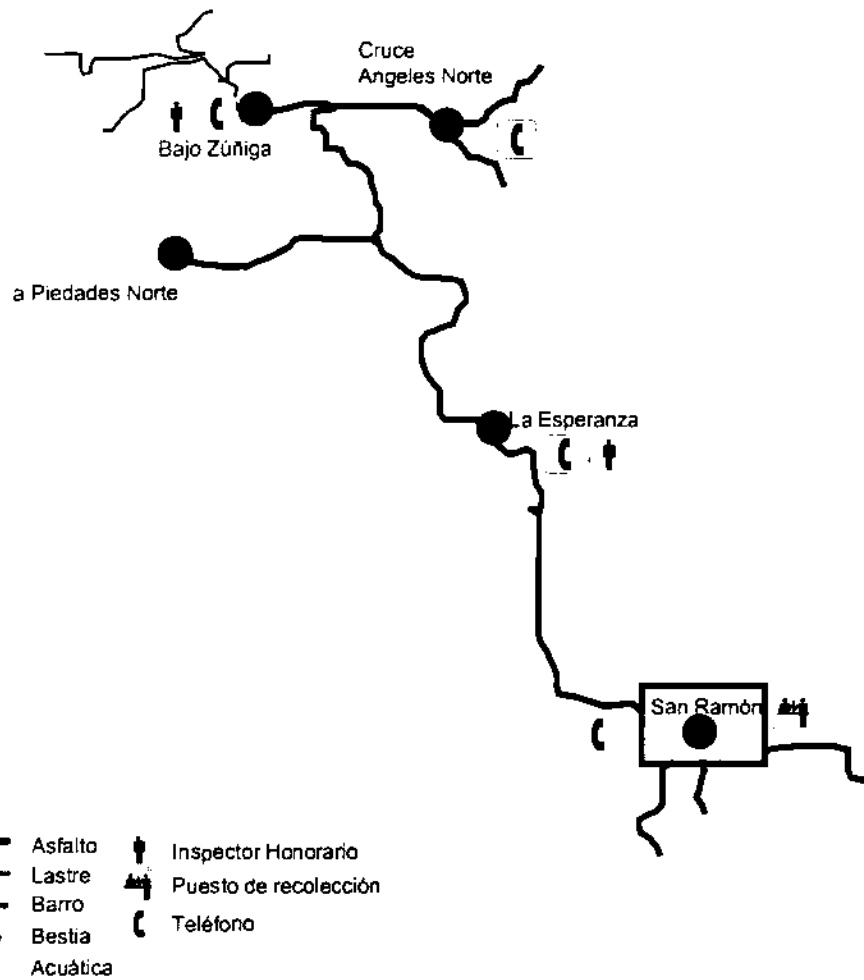 Cruce
Angeles Norte
Bajo Zúñiga
a Piedades Norte
La Esperanza
San Ramón
Asfalto
Lastre
Barro
Bestia
Acuática
Inspector Honorario
Puesto de recolección
Teléfono